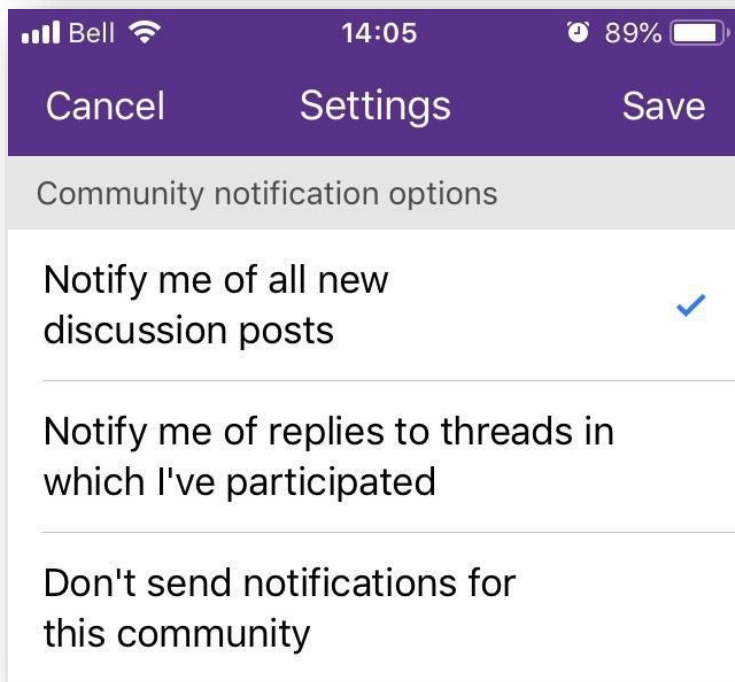 Bell 14:05 89%
Cancel Settings Save
Community notification options
Notify me of all new
discussion posts
Notify me of replies to threads in
which I've participated
Don't send notifications for
this community